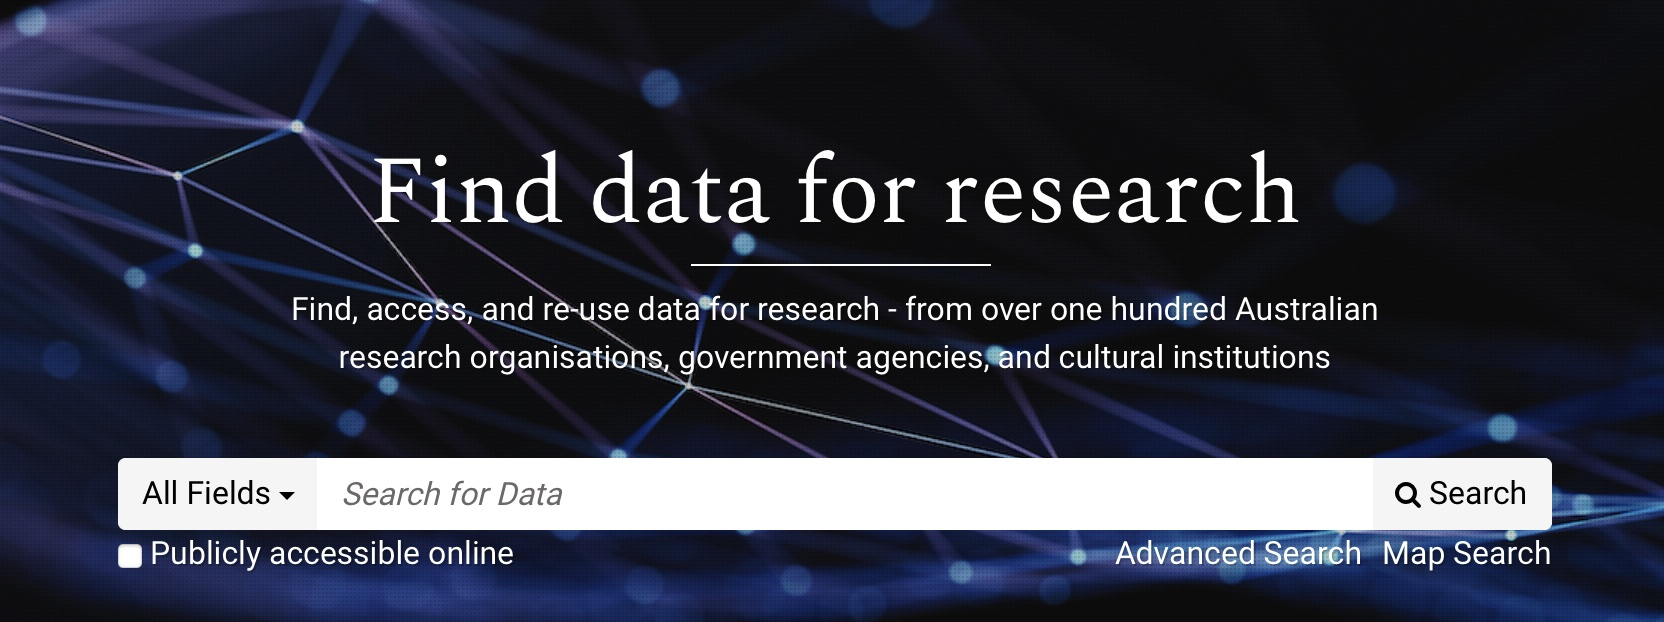 Find data for research
Find, access, and re-use data for research - from over one hundred Australian
research organisations, government agencies, and cultural institutions
All Fields
Search for Data
Search
Publicly accessible online
Advanced Search
Map Search